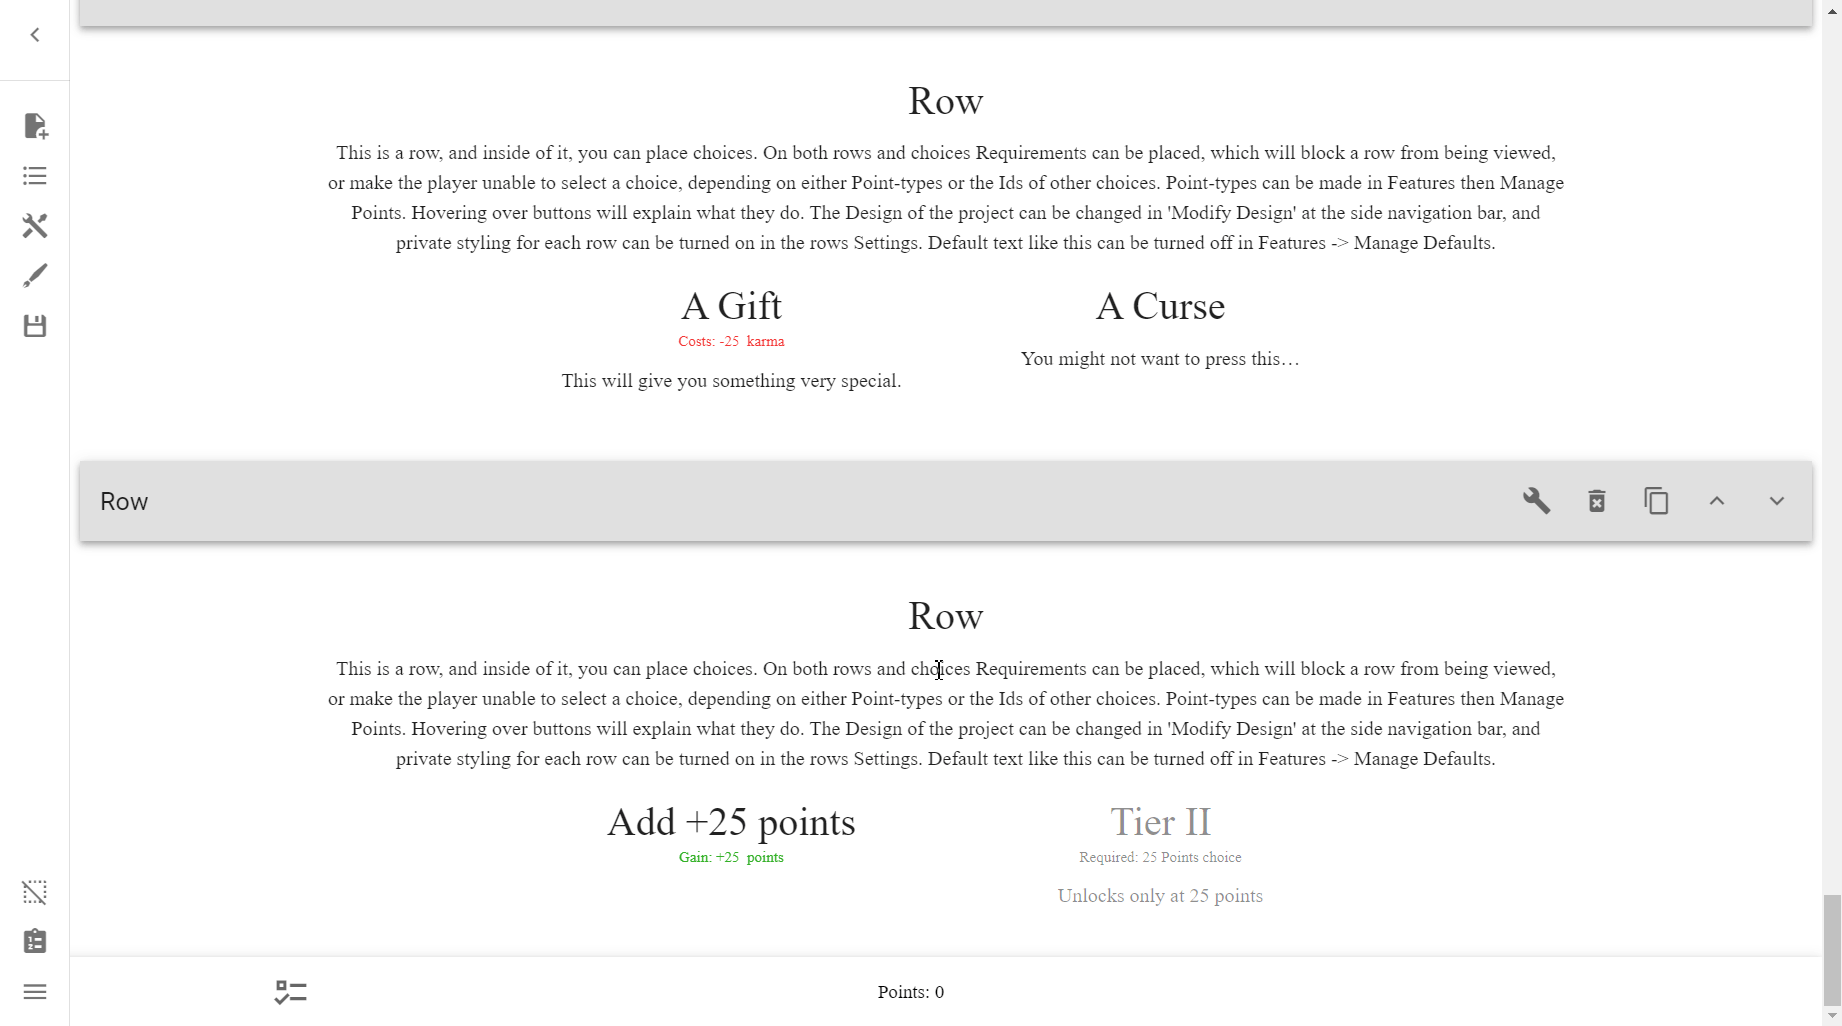 Row
This is a row, and inside of it, you can place choices. On both rows and choices Requirements can be placed, which will block a row from being viewed,
or make the player unable to select a choice, depending on either Point-types or the Ids of other choices. Point-types can be made in Features then Manage
Points. Hovering over buttons will explain what they do. The Design of the project can be changed in 'Modify Design' at the side navigation bar, and
private styling for each row can be turned on in the rows Settings. Default text like this can be turned off in Features -> Manage Defaults.
A Gift
Costs: -25 karma
This will give you something very special.
A Curse
You might not want to press this…
Row
Row
This is a row, and inside of it, you can place choices. On both rows and choices Requirements can be placed, which will block a row from being viewed,
or make the player unable to select a choice, depending on either Point-types or the Ids of other choices. Point-types can be made in Features then Manage
Points. Hovering over buttons will explain what they do. The Design of the project can be changed in 'Modify Design' at the side navigation bar, and
private styling for each row can be turned on in the rows Settings. Default text like this can be turned off in Features -> Manage Defaults.
Add +25 points
Gain: +25 points
Tier II
Required: 25 Points choice
Unlocks only at 25 points
Points: 0